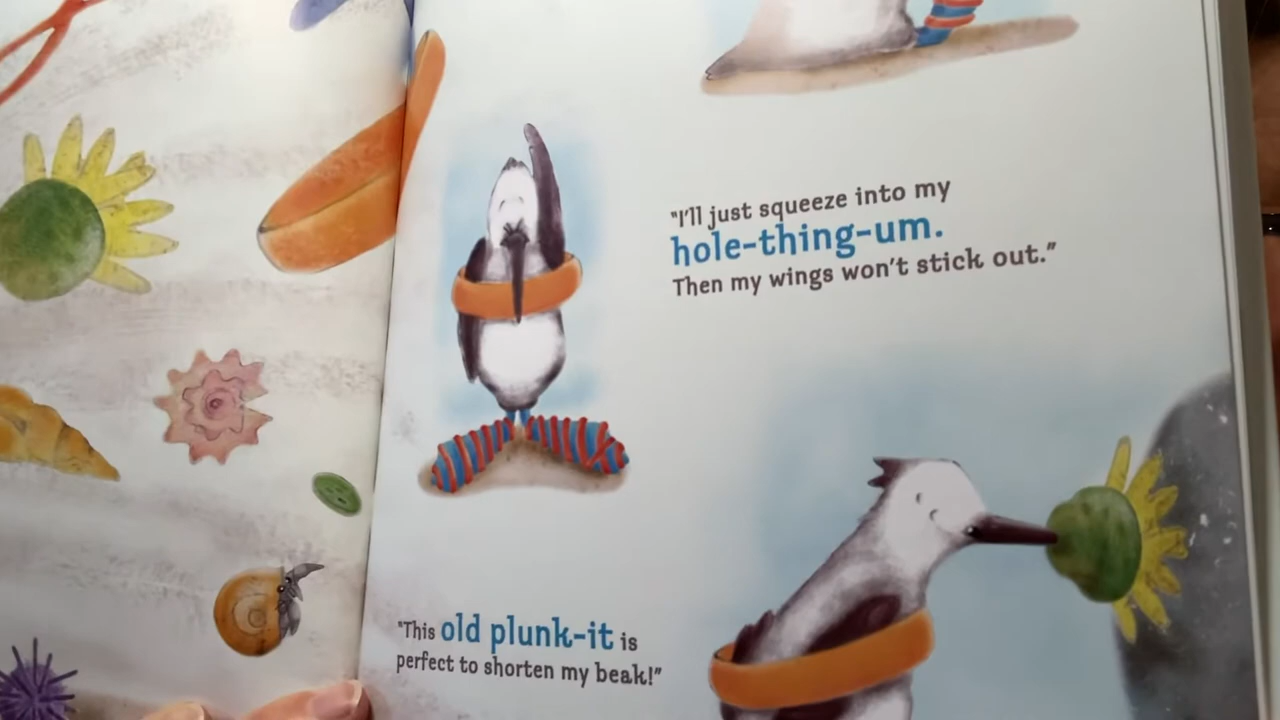 "I'll just squeeze into my
hole-thing-um.
Then my wings won't stick out."
"This old plunk-it is
perfect to shorten my beak!"